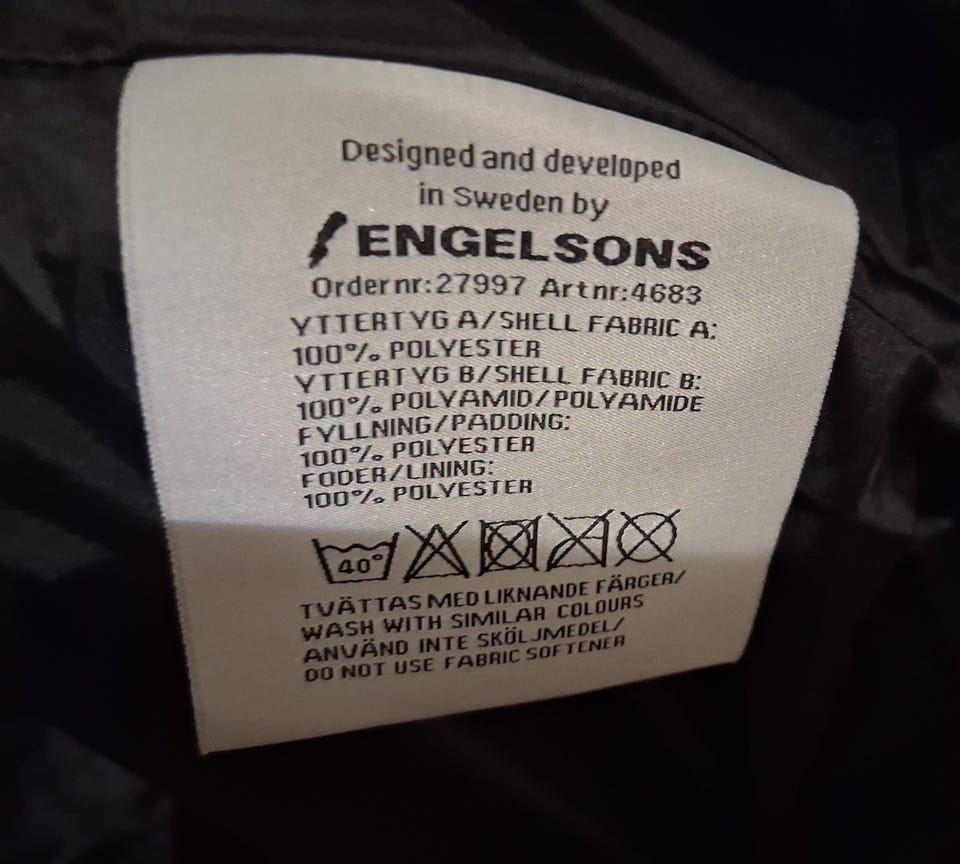 Designed and developed
in Sweden by
ENGELSONS
Ordernr:27997 Artnr:4683
YTTERTYG A/SHELL FABRIC A:
100% POLYESTER
YTTERTYG B/SHELL FABRIC B:
100% POLYAMID/POLYAMIDE
FYLLNING/PADDING:
100% POLYESTER
FODER/LINING:
100% POLYESTER
40°
TVÄTTAS MED LIKNANDE FÄRGER/
WASH WITH SIMILAR COLOURS
ANVÄND INTE SKÖLJMEDEL/
DO NOT USE FABRIC SOFTENER